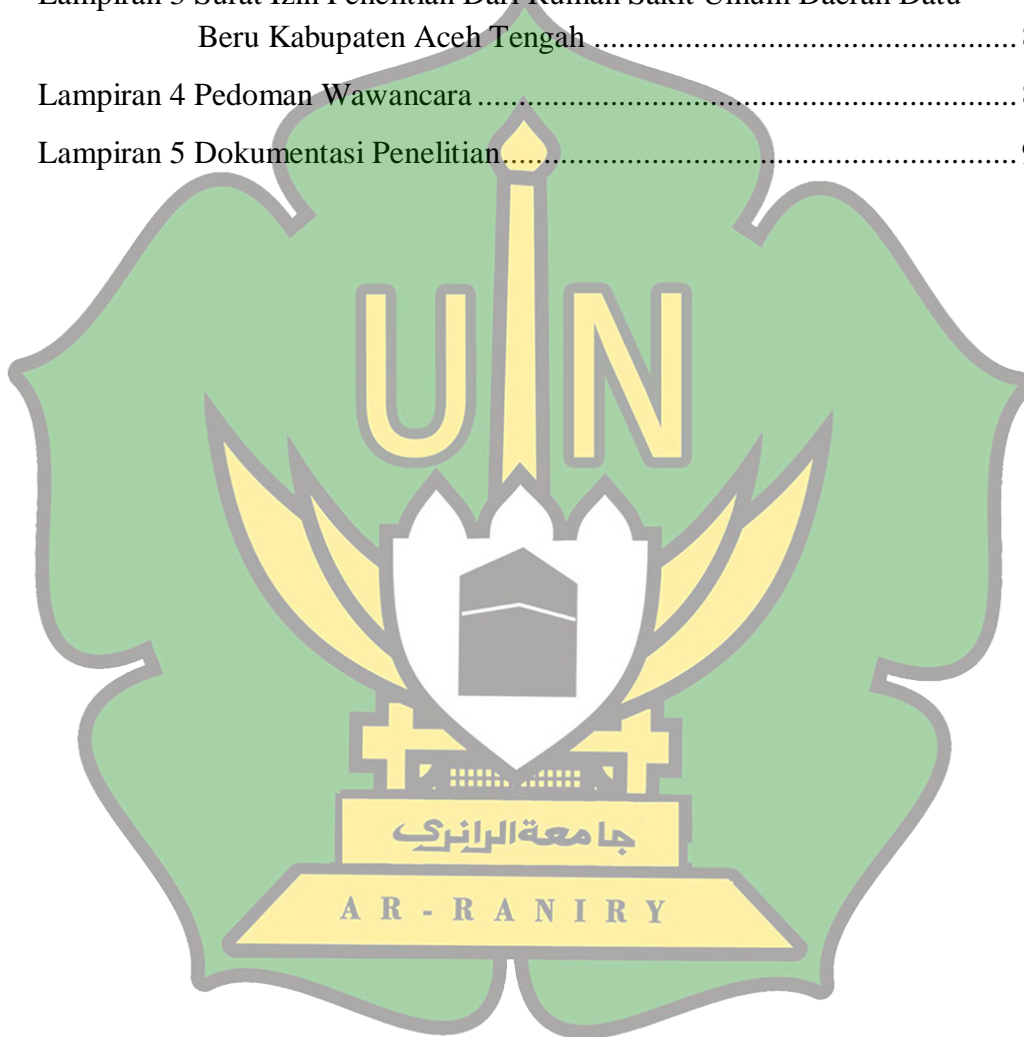 Lampiran 3 Surat Izin Penelitian Dari Rumah Sakit Umum Daerah Datu
Beru Kabupaten Aceh Tengah ....................................................
Lampiran 4 Pedoman Wawancara ..................................................................
Lampiran 5 Dokumentasi Penelitian...............................................................
UIN
جامعةالرانري
AR-RANIRY